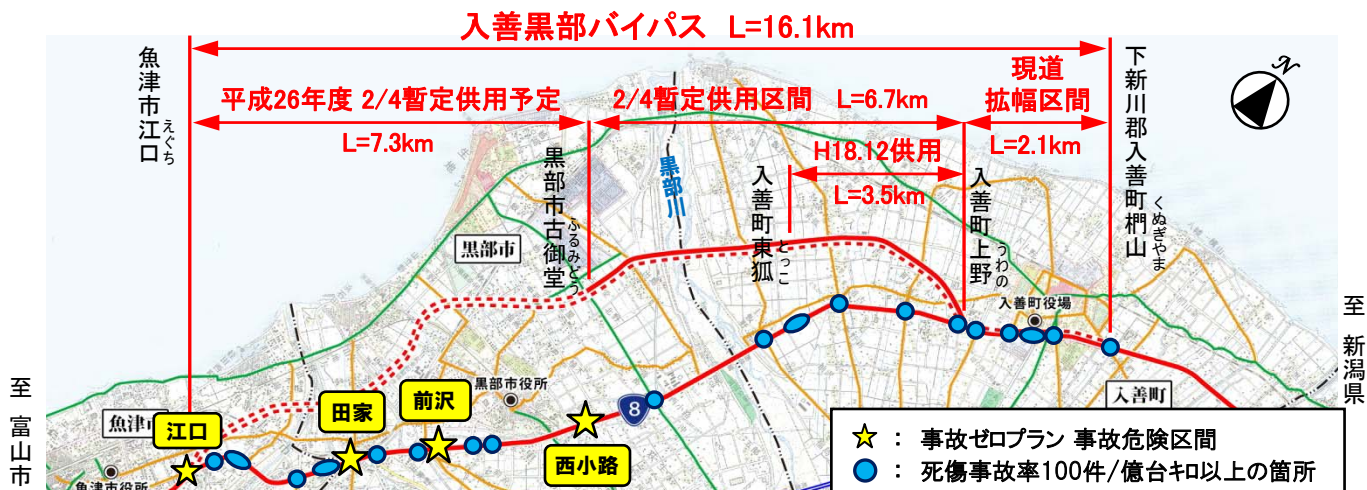 入善黒部バイパス L=16.1km
魚津市江口
えぐち
平成26年度 2/4暫定供用予定
L=7.3km
2/4暫定供用区間 L=6.7km
現道
拡幅区間
L=2.1km
下新川郡入善町椚山
くぬぎやま
N
黒部市古御堂
ふるみどう
黒部川
入善町東狐
とっこ
H18.12供用
L=3.5km
入善町上野
うわの
黒部市
入善町役場
至 新潟県
至 富山市
魚津市
江口
田家
前沢
黒部市役所
西小路
8
入善町
魚津市役所
☆ : 事故ゼロプラン 事故危険区間
● : 死傷事故率100件/億台キロ以上の箇所